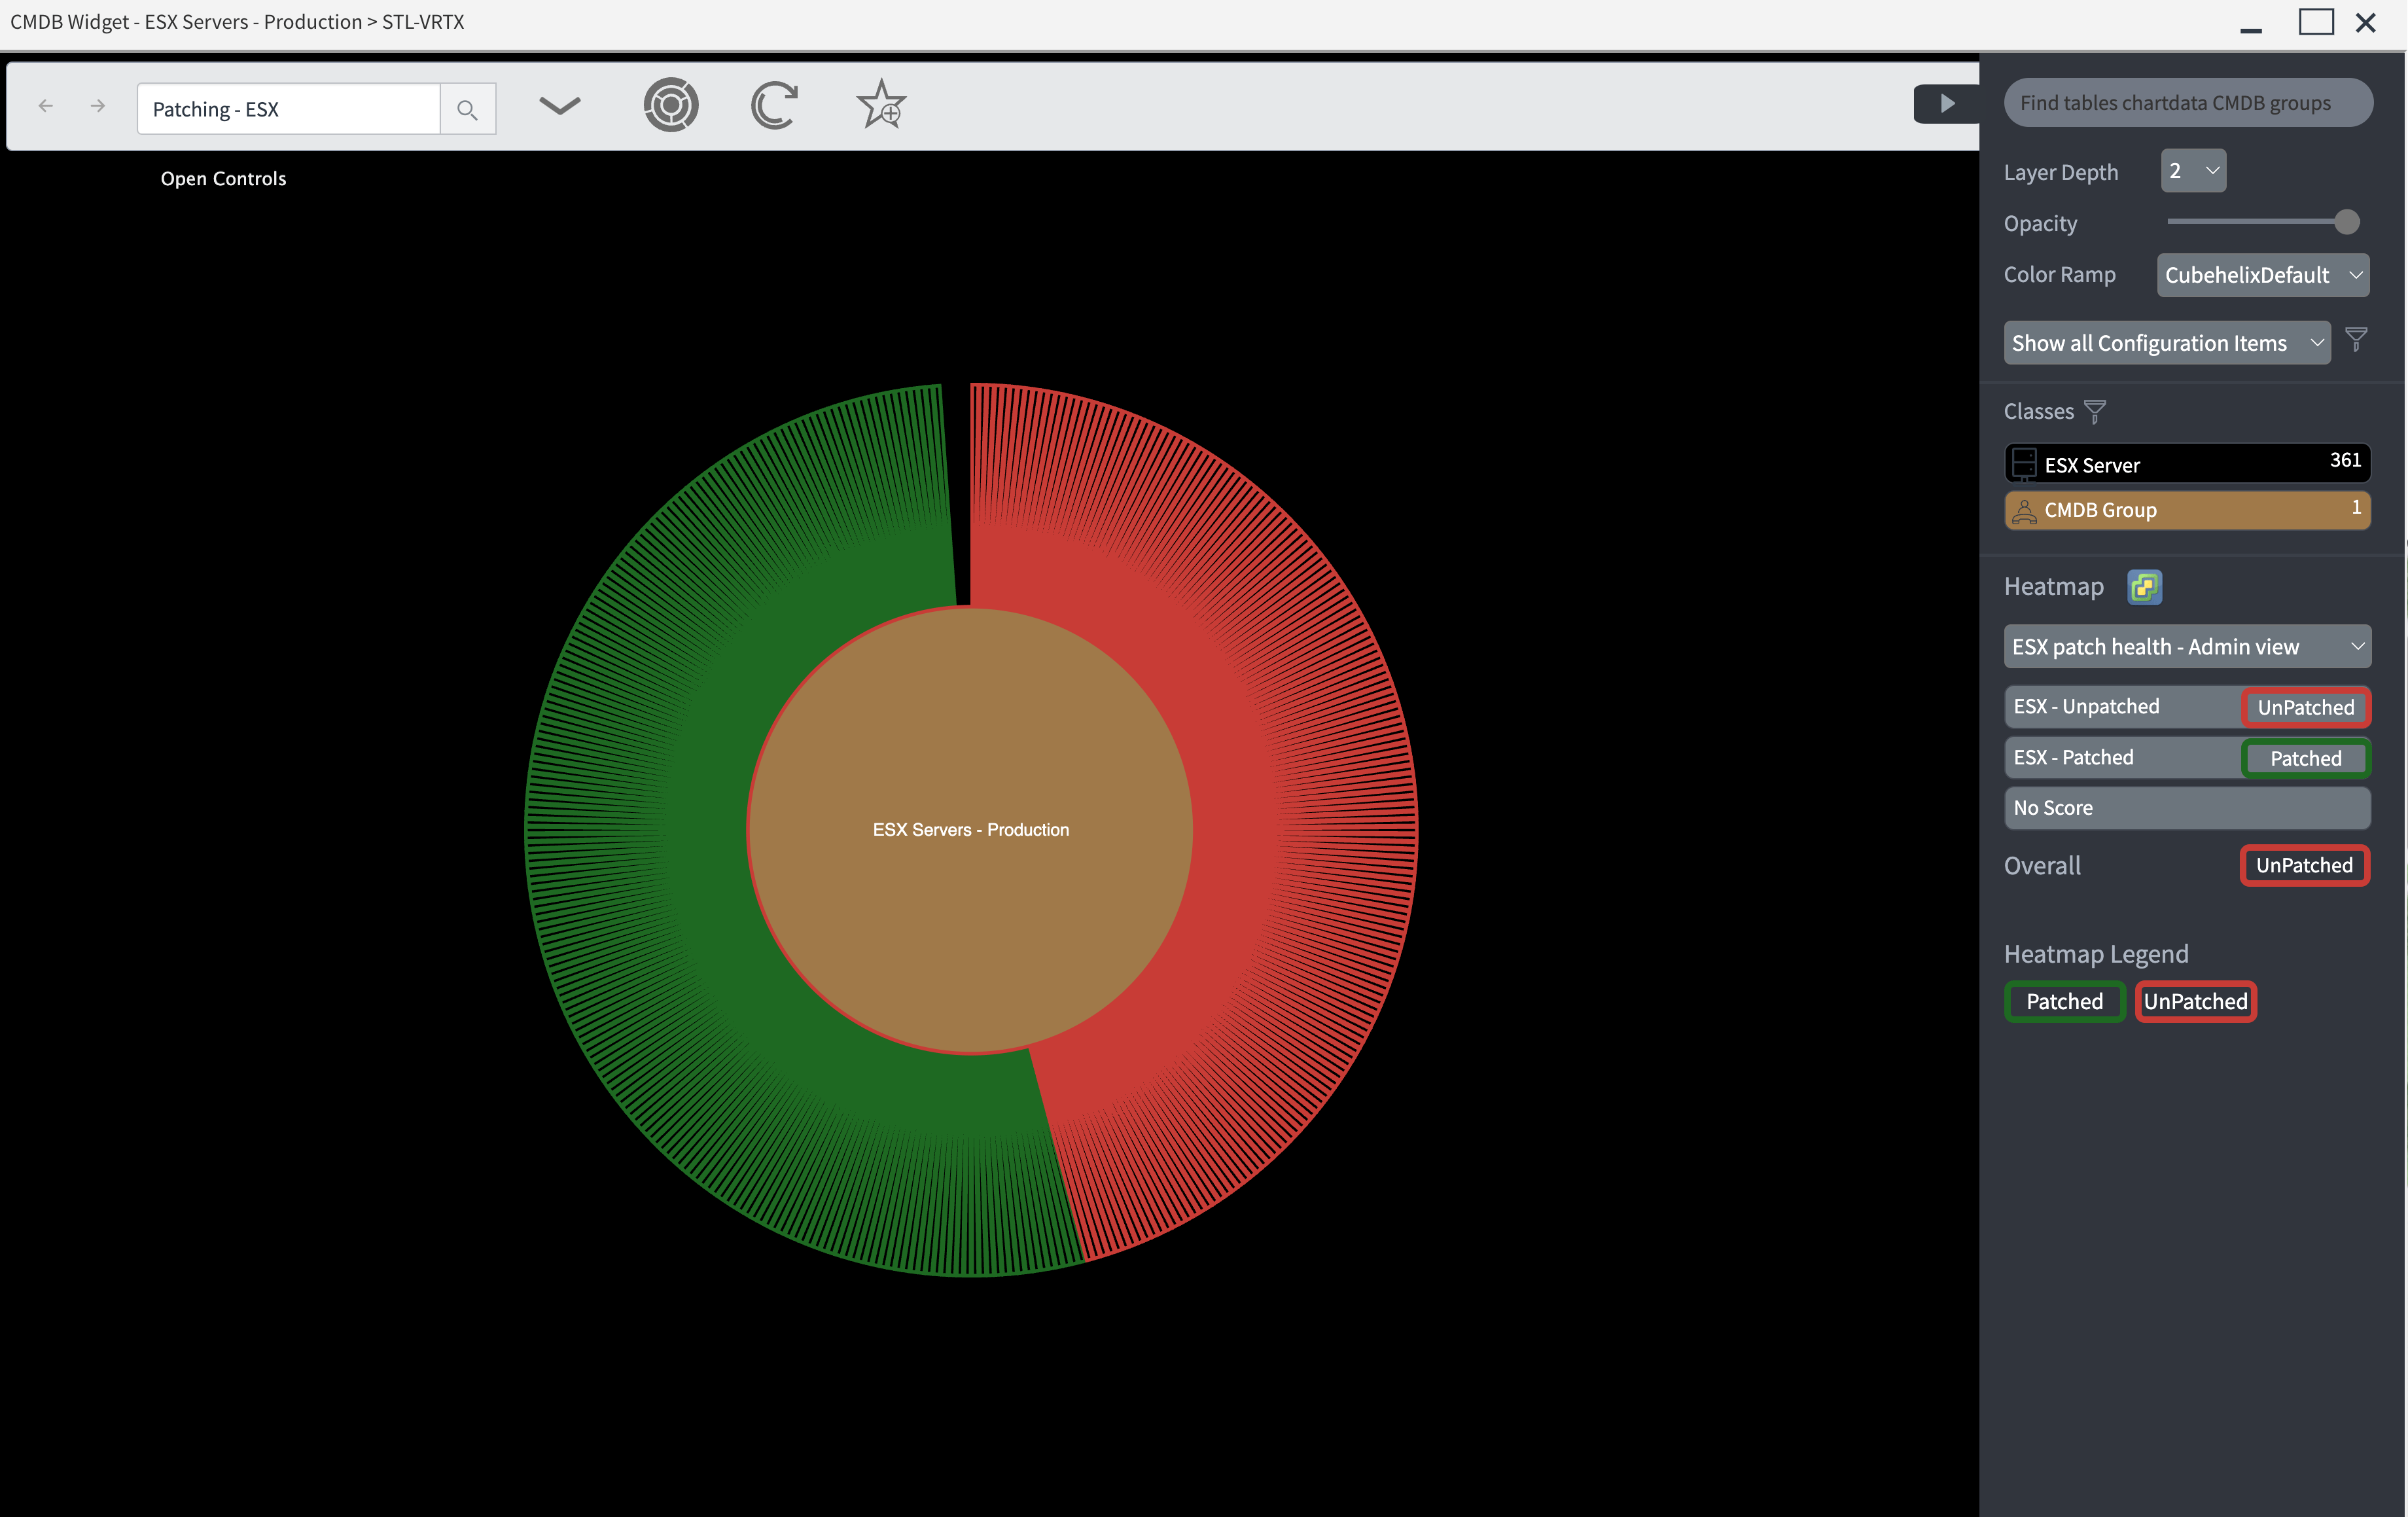 CMDB Widget - ESX Servers - Production > STL-VRTX
Patching - ESX
Open Controls
ESX Servers - Production
Find tables chartdata CMDB groups
Layer Depth 2
Opacity
Color Ramp CubehelixDefault
Show all Configuration Items
Classes
ESX Server 361
CMDB Group 1
Heatmap
ESX patch health - Admin view
ESX - Unpatched UnPatched
ESX - Patched Patched
No Score
Overall UnPatched
Heatmap Legend
Patched UnPatched